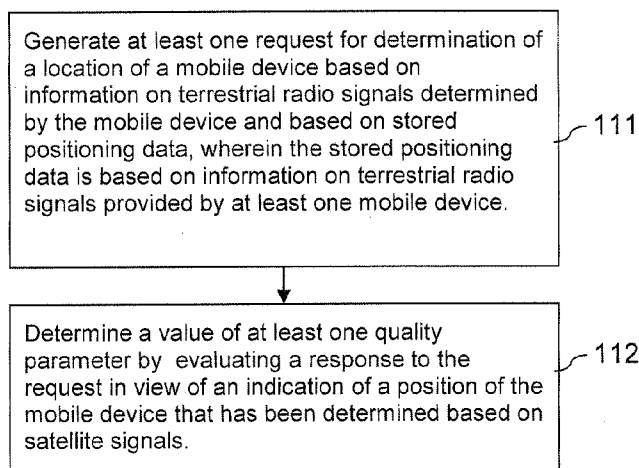 Generate at least one request for determination of
a location of a mobile device based on
information on terrestrial radio signals determined
by the mobile device and based on stored
positioning data, wherein the stored positioning
data is based on information on terrestrial radio
signals provided by at least one mobile device.
111
Determine a value of at least one quality
parameter by evaluating a response to the
request in view of an indication of a position of the
mobile device that has been determined based on
satellite signals.
112